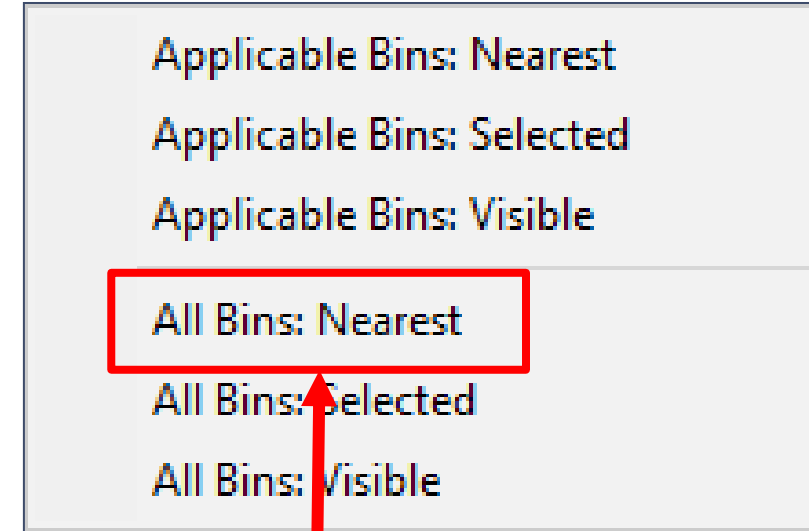 Applicable Bins: Nearest
Applicable Bins: Selected
Applicable Bins: Visible
All Bins: Nearest
All Bins: Selected
All Bins: Visible